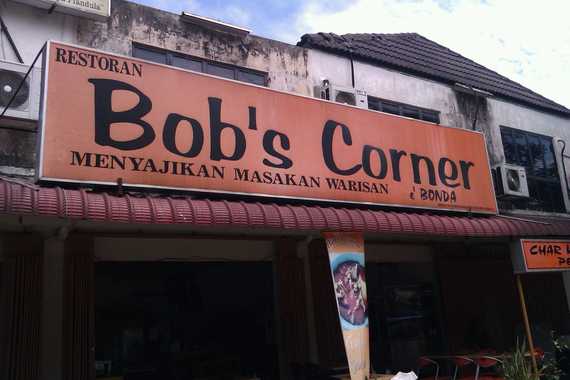 RESTORAN
Bob's Corner
MENYAJIKAN MASAKAN WARISAN
é BONDA
CHAR